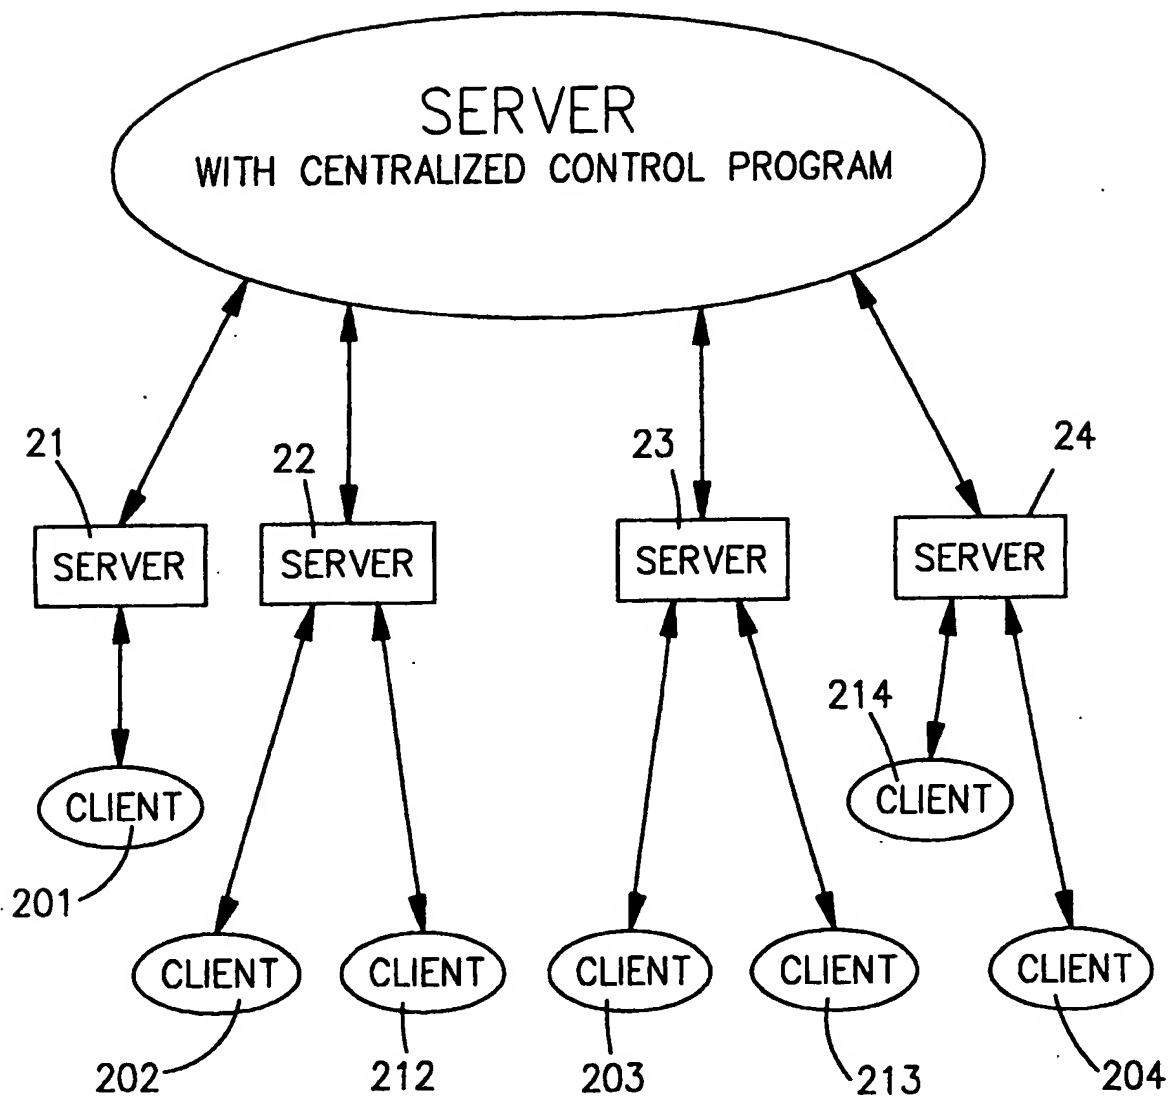 SERVER
WITH CENTRALIZED CONTROL PROGRAM
21
22
23
24
SERVER
SERVER
SERVER
SERVER
214
CLIENT
CLIENT
201
CLIENT
CLIENT
CLIENT
CLIENT
CLIENT
202
212
203
213
204